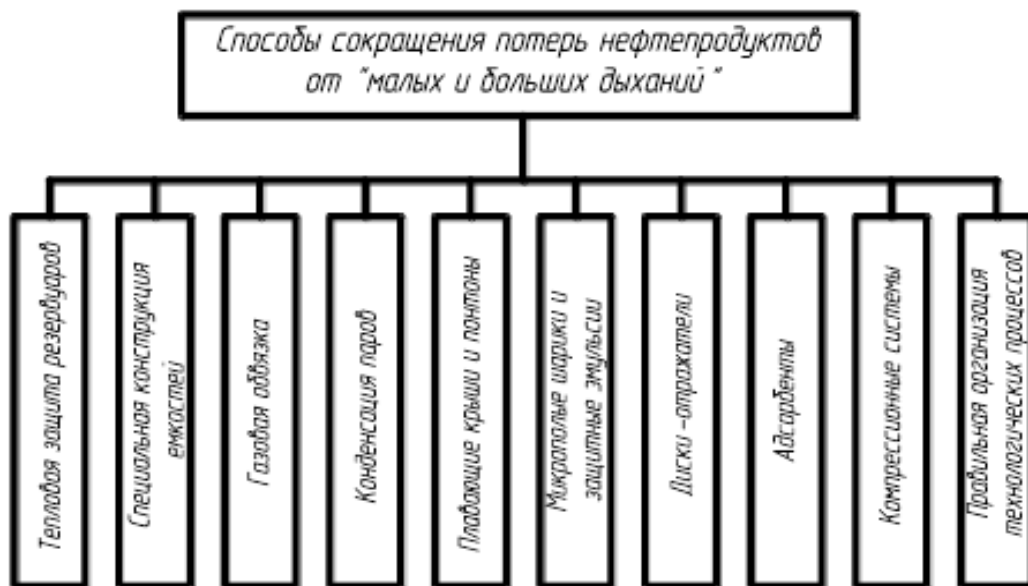 Способы сокращения потерь нефтепродуктов
от "малых и больших дыханий"
Тепловая защита резервуаров
Специальная конструкция
емкостей
Газовая обвязка
Конденсация паров
Плавающие крыши и понтоны
Микрополые шарики и
защитные эмульсии
Диски -отражатели
Адсарбенты
Компрессионные системы
Правильная организация
технологических процессов